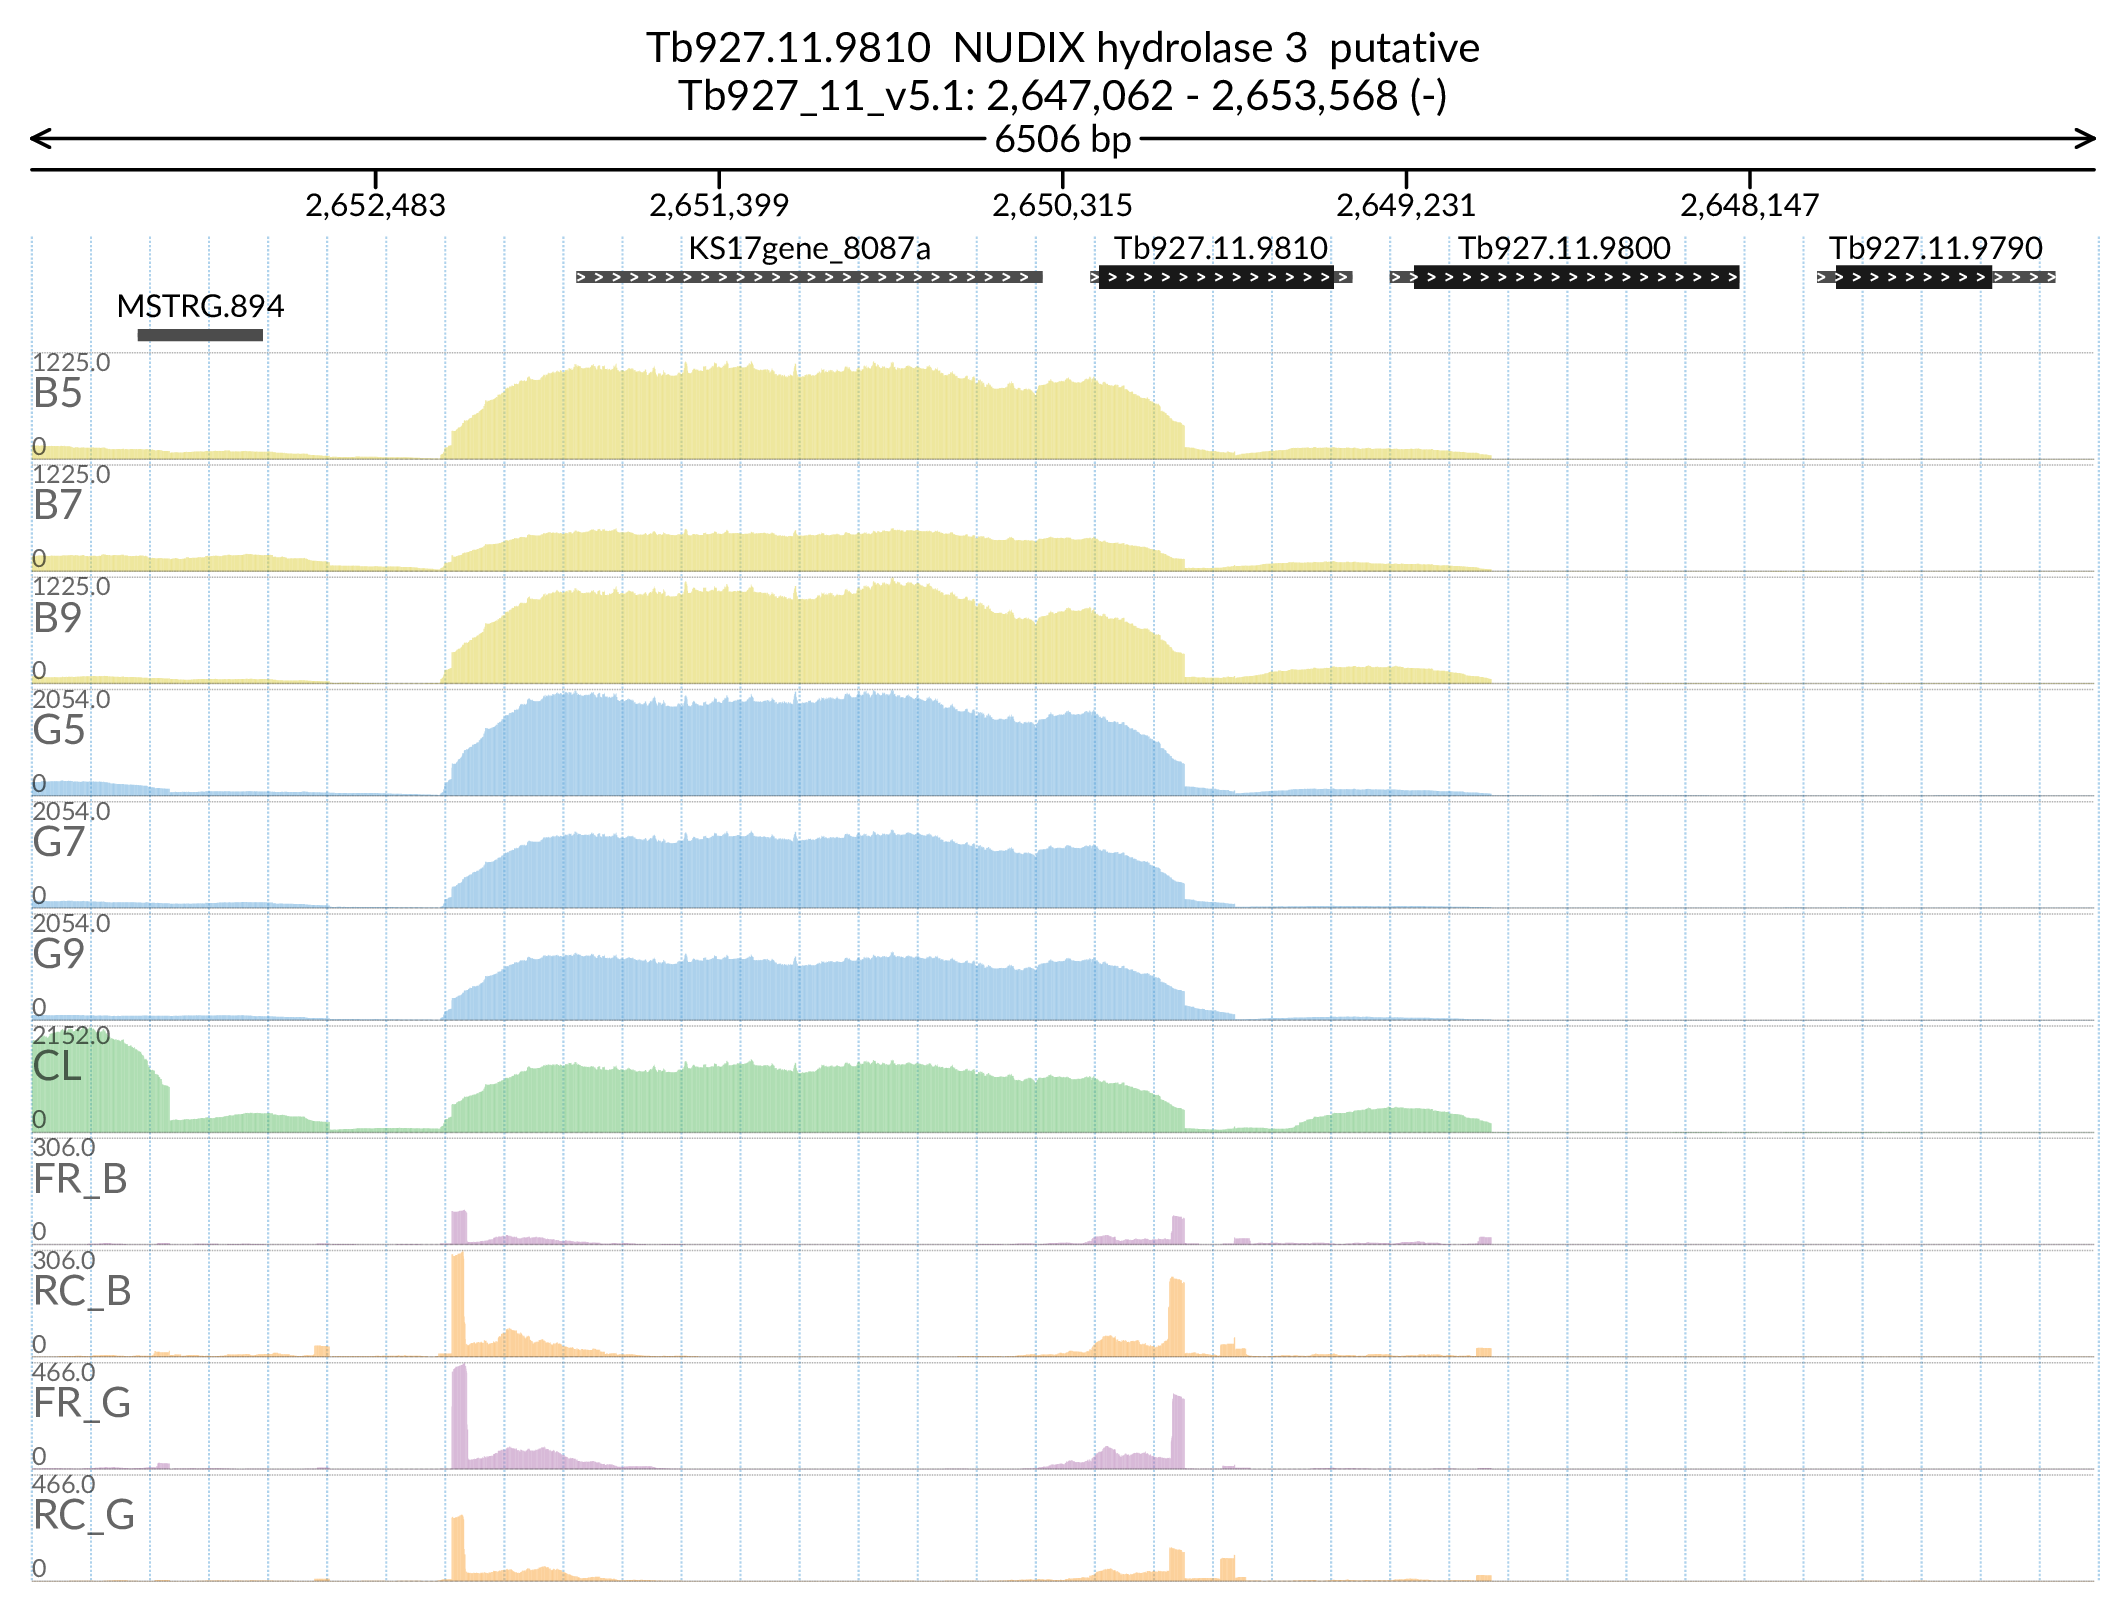 Tb927.11.9810  NUDIX hydrolase 3  putative
Tb927_11_v5.1: 2,647,062 - 2,653,568 (-)
6506 bp
2,652,483 2,651,399 2,650,315 2,649,231 2,648,147
KS17gene_8087a Tb927.11.9810 Tb927.11.9800 Tb927.11.9790
MSTRG.894
1225.0
B5
0
1225.0
B7
0
1225.0
B9
0
2054.0
G5
0
2054.0
G7
0
2054.0
G9
0
2152.0
CL
0
306.0
FR_B
0
306.0
RC_B
0
466.0
FR_G
0
466.0
RC_G
0